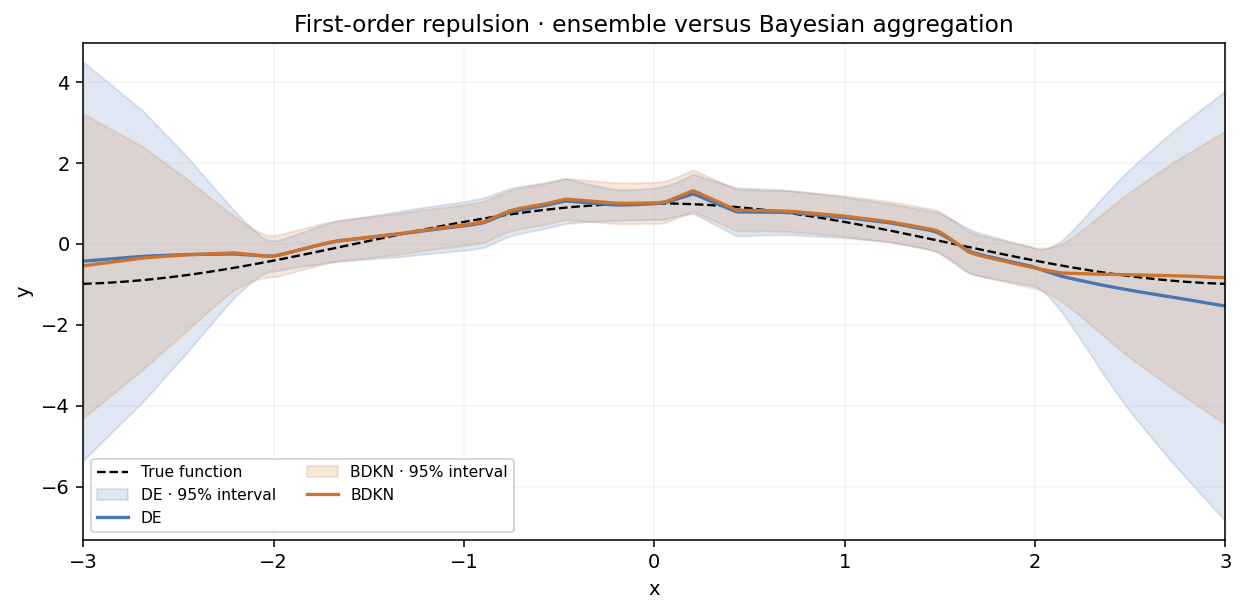 First-order repulsion · ensemble versus Bayesian aggregation
y
4
2
0
−2
−4
−6
True function
DE · 95% interval
DE
BDKN · 95% interval
BDKN
−3 −2 −1 0 1 2 3
x